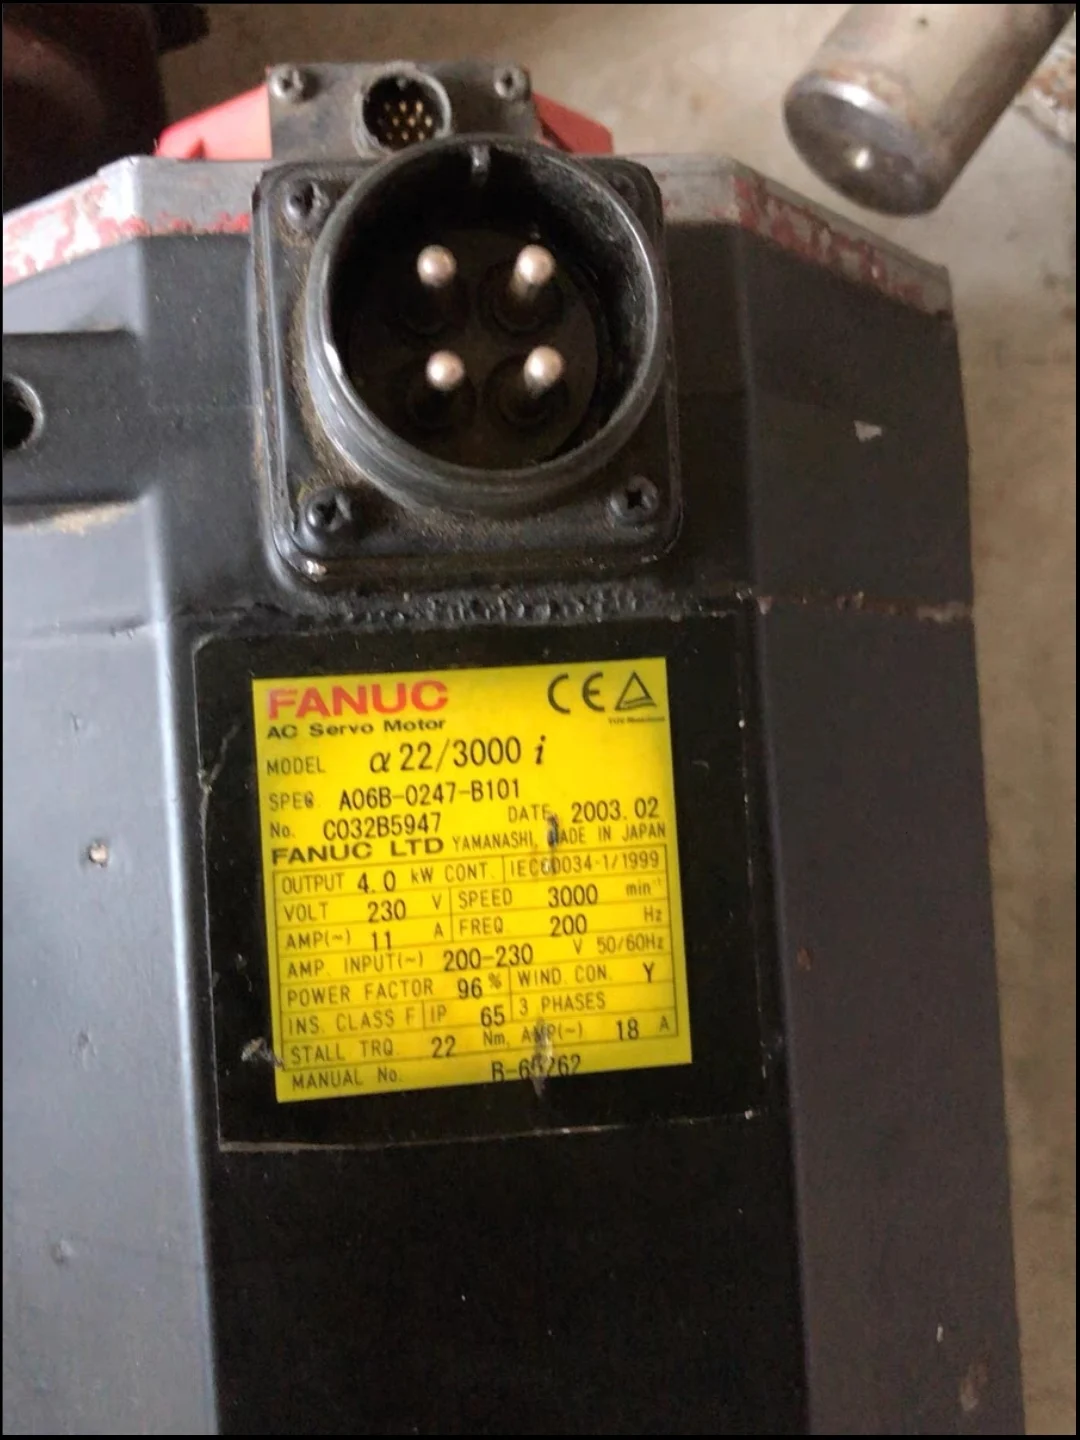 FANUC
CE
AC Servo Motor
MODEL α22/3000 i
SPEC. A06B-0247-B101
No. C032B5947 DATE 2003.02
FANUC LTD YAMANASHI, MADE IN JAPAN
OUTPUT 4.0 kW CONT. IEC60034-1/1999
VOLT 230 V SPEED 3000 min⁻¹
AMP(~) 11 A FREQ. 200 Hz
AMP. INPUT(~) 200-230 V 50/60Hz
POWER FACTOR 96 % WIND. CON. Y
INS. CLASS F IP 65 3 PHASES
STALL TRQ. 22 Nm, AMP(~) 18 A
MANUAL No. B-65262